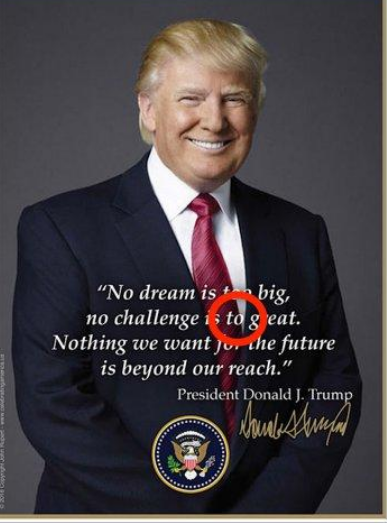 “No dream is too big,
no challenge is to great.
Nothing we want for the future
is beyond our reach.”
President Donald J. Trump